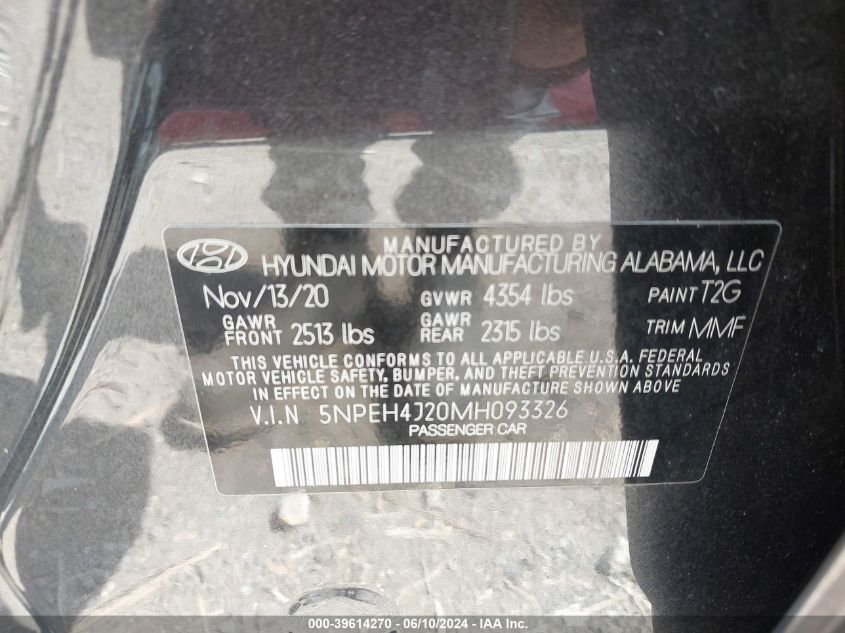 MANUFACTURED BY
HYUNDAI MOTOR MANUFACTURING ALABAMA, LLC
Nov/13/20 GVWR 4354 lbs PAINT T2G
GAWR FRONT 2513 lbs GAWR REAR 2315 lbs TRIM MMF
THIS VEHICLE CONFORMS TO ALL APPLICABLE U.S.A. FEDERAL
MOTOR VEHICLE SAFETY, BUMPER, AND THEFT PREVENTION STANDARDS
IN EFFECT ON THE DATE OF MANUFACTURE SHOWN ABOVE
V.I.N 5NPEH4J20MH093326
PASSENGER CAR
000-39614270 - 06/10/2024 - IAA Inc.